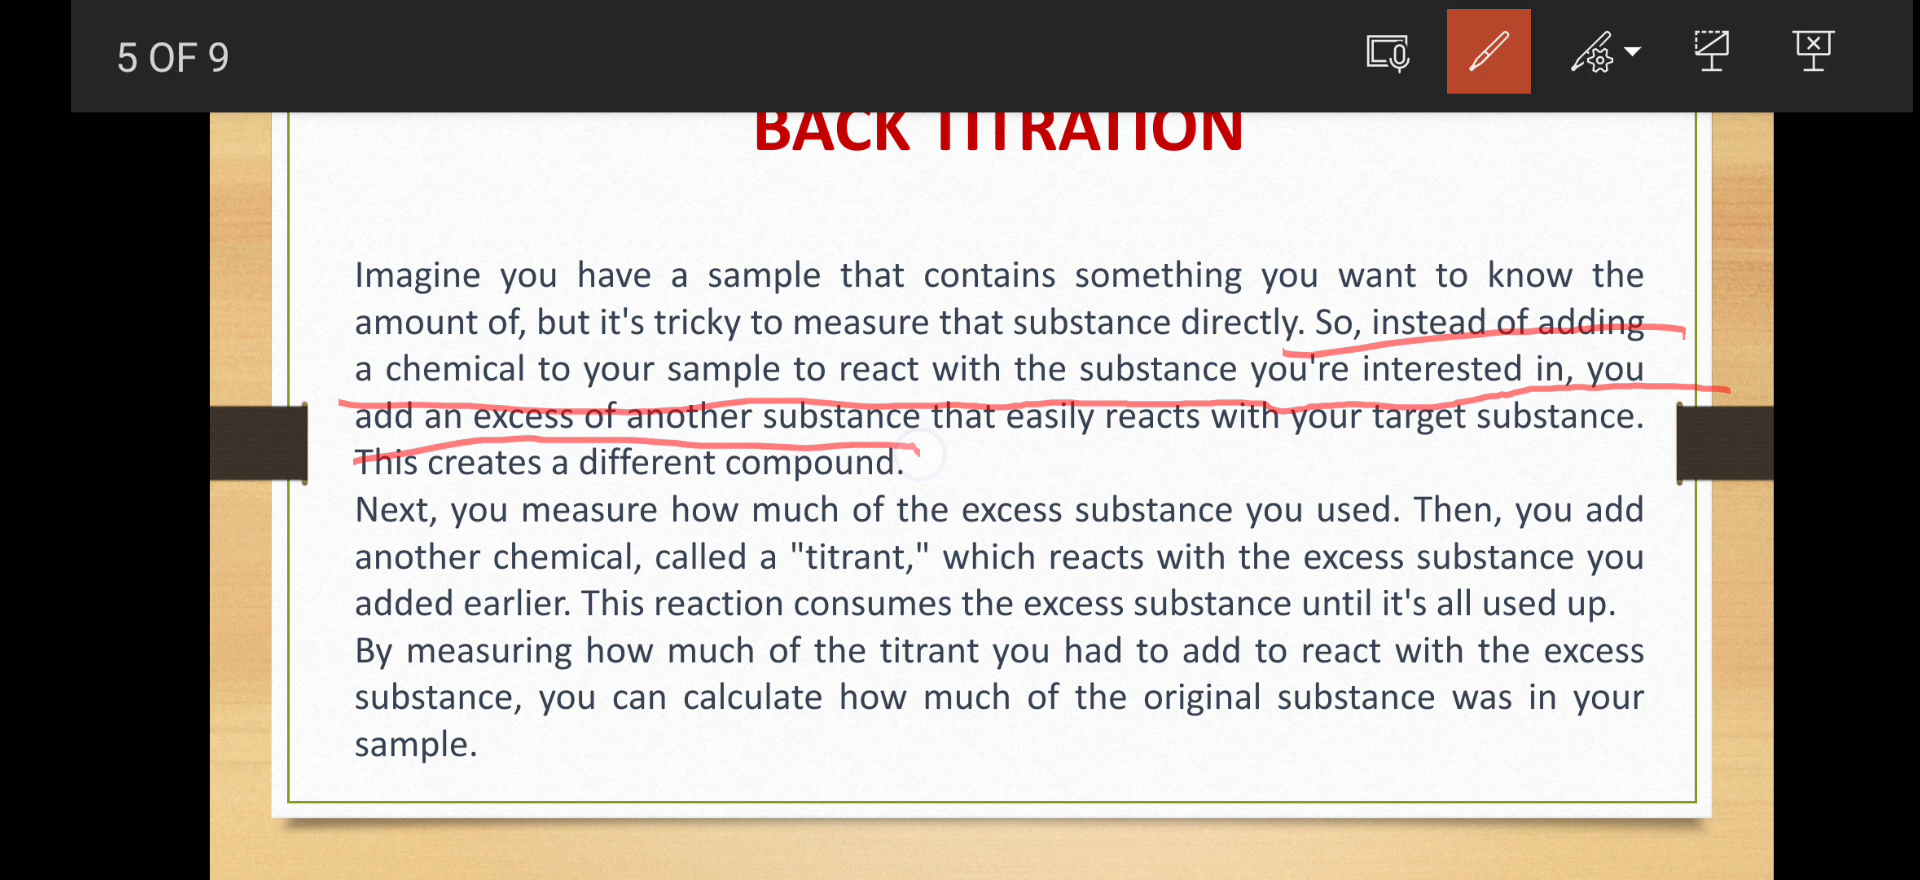 5 OF 9
BACK TITRATION
Imagine you have a sample that contains something you want to know the
amount of, but it's tricky to measure that substance directly. So, instead of adding
a chemical to your sample to react with the substance you're interested in, you
add an excess of another substance that easily reacts with your target substance.
This creates a different compound.
Next, you measure how much of the excess substance you used. Then, you add
another chemical, called a "titrant," which reacts with the excess substance you
added earlier. This reaction consumes the excess substance until it's all used up.
By measuring how much of the titrant you had to add to react with the excess
substance, you can calculate how much of the original substance was in your
sample.